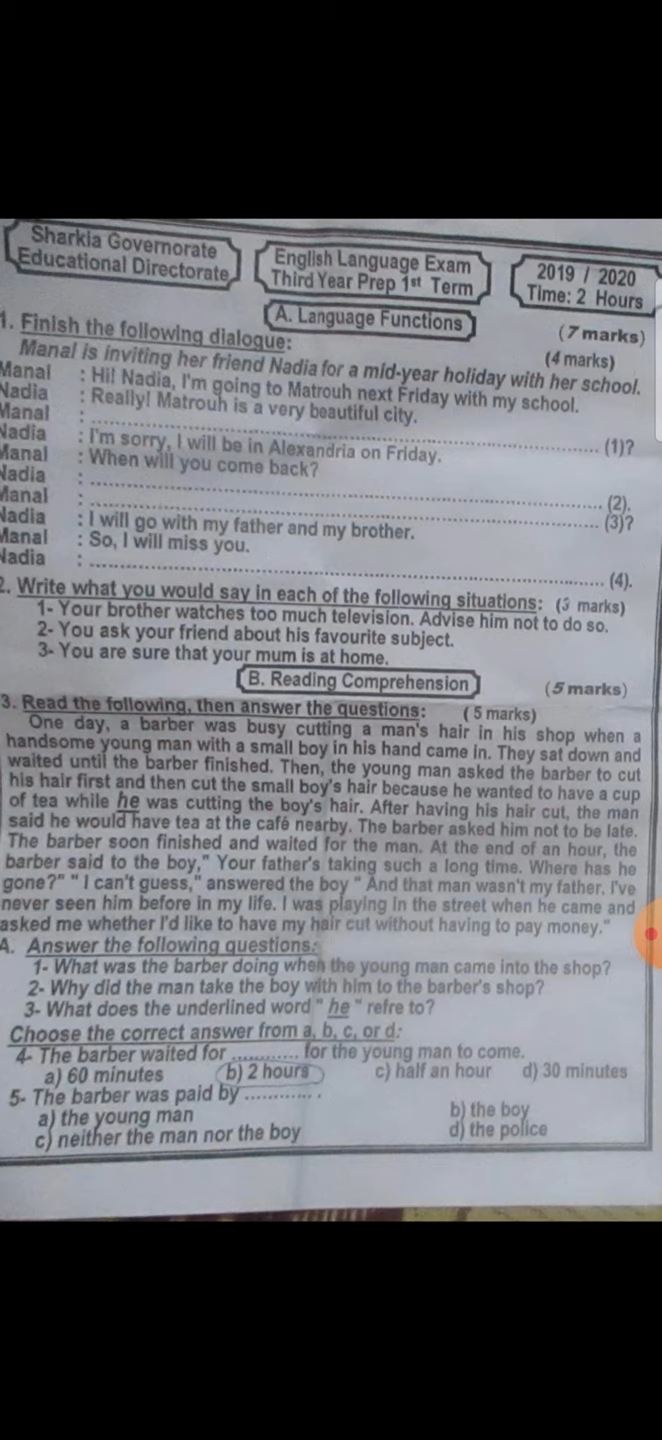 Sharkia Governorate
Educational Directorate
English Language Exam
Third Year Prep 1st Term
2019 / 2020
Time: 2 Hours
A. Language Functions
(7 marks)
1. Finish the following dialogue:
(4 marks)
Manal is inviting her friend Nadia for a mid-year holiday with her school.
Manal : Hi! Nadia, I'm going to Matrouh next Friday with my school.
Nadia : Really! Matrouh is a very beautiful city.
Manal : ............................................................ (1)?
Nadia : I'm sorry, I will be in Alexandria on Friday.
Manal : When will you come back?
Nadia : ............................................................ (2).
Manal : ............................................................ (3)?
Nadia : I will go with my father and my brother.
Manal : So, I will miss you.
Nadia : ............................................................ (4).
2. Write what you would say in each of the following situations: (3 marks)
1- Your brother watches too much television. Advise him not to do so.
2- You ask your friend about his favourite subject.
3- You are sure that your mum is at home.
B. Reading Comprehension
(5 marks)
3. Read the following, then answer the questions: (5 marks)
One day, a barber was busy cutting a man's hair in his shop when a
handsome young man with a small boy in his hand came in. They sat down and
waited until the barber finished. Then, the young man asked the barber to cut
his hair first and then cut the small boy's hair because he wanted to have a cup
of tea while he was cutting the boy's hair. After having his hair cut, the man
said he would have tea at the café nearby. The barber asked him not to be late.
The barber soon finished and waited for the man. At the end of an hour, the
barber said to the boy," Your father's taking such a long time. Where has he
gone?" " I can't guess," answered the boy " And that man wasn't my father. I've
never seen him before in my life. I was playing in the street when he came and
asked me whether I'd like to have my hair cut without having to pay money."
A. Answer the following questions:
1- What was the barber doing when the young man came into the shop?
2- Why did the man take the boy with him to the barber's shop?
3- What does the underlined word " he " refre to?
Choose the correct answer from a, b, c, or d:
4- The barber waited for ............ for the young man to come.
a) 60 minutes b) 2 hours c) half an hour d) 30 minutes
5- The barber was paid by .............
a) the young man b) the boy
c) neither the man nor the boy d) the police